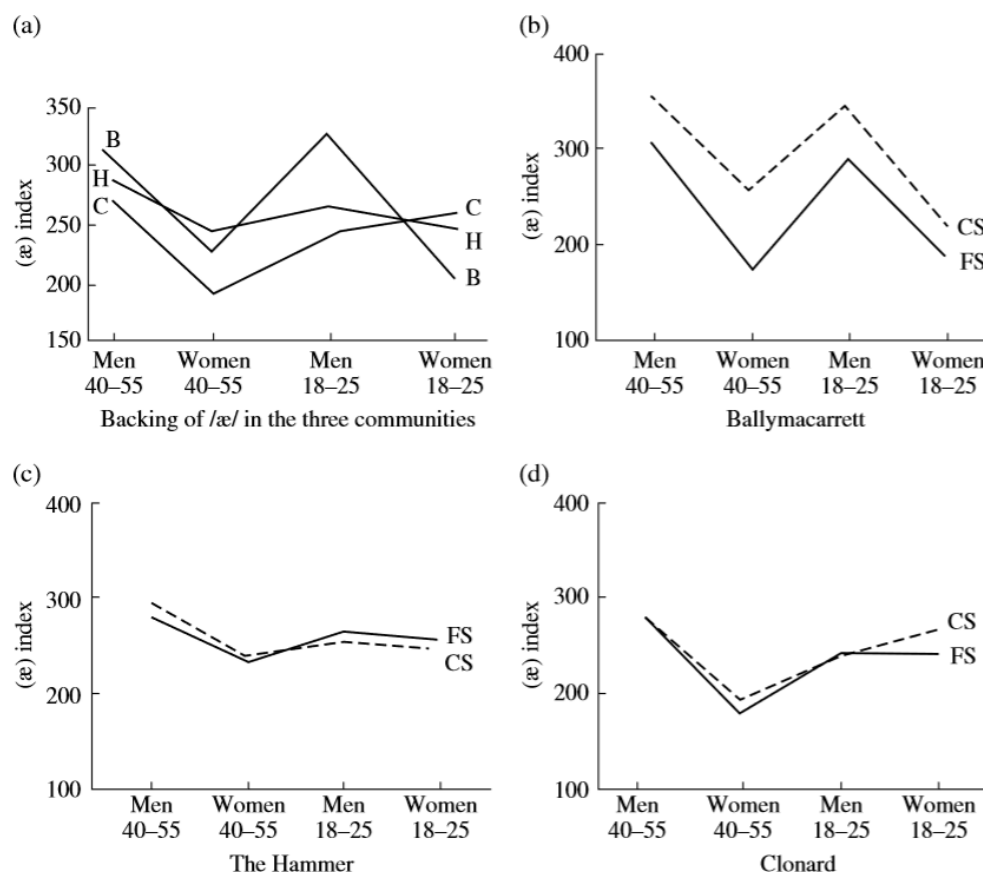 (a)
350
300
250
200
150
(æ) index
B
H
C
C
H
B
Men Women Men Women
40–55 40–55 18–25 18–25
Backing of /æ/ in the three communities
(b)
400
300
200
100
(æ) index
CS
FS
Men Women Men Women
40–55 40–55 18–25 18–25
Ballymacarrett
(c)
400
300
200
100
(æ) index
FS
CS
Men Women Men Women
40–55 40–55 18–25 18–25
The Hammer
(d)
400
300
200
100
(æ) index
CS
FS
Men Women Men Women
40–55 40–55 18–25 18–25
Clonard